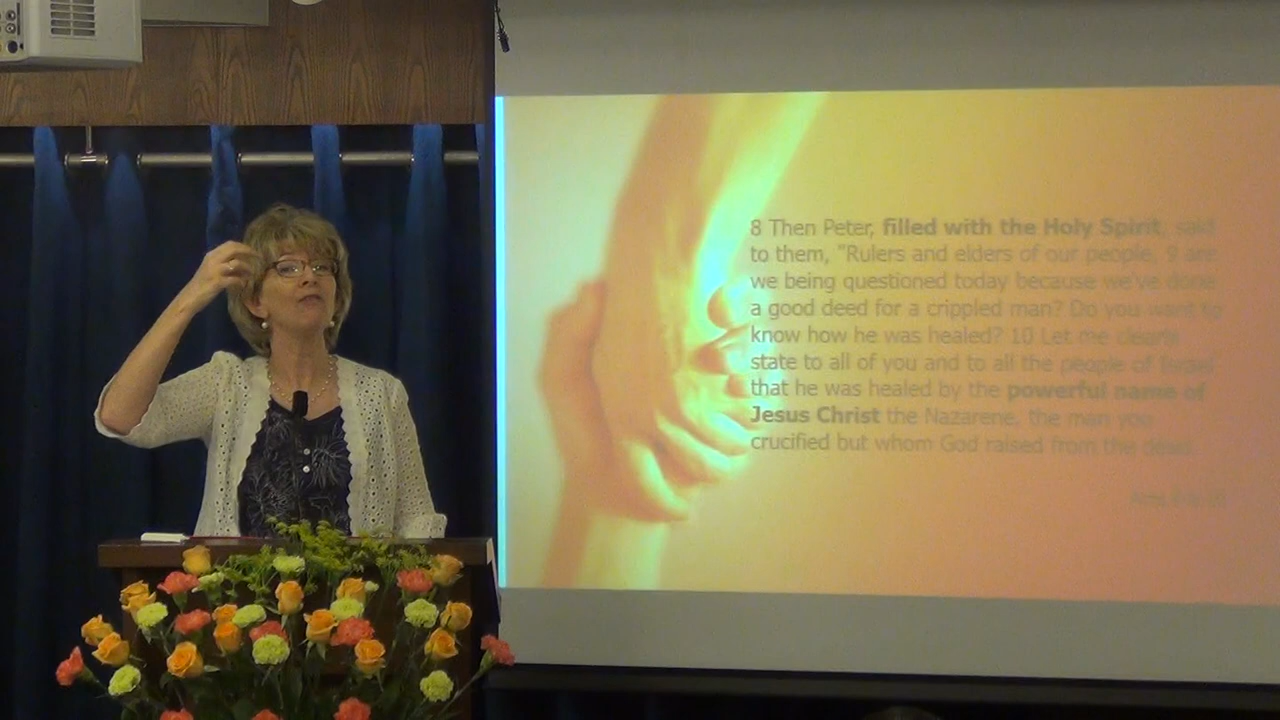 8 Then Peter, filled with the Holy Spirit, said
to them, "Rulers and elders of our people, 9 are
we being questioned today because we've done
a good deed for a crippled man? Do you want to
know how he was healed? 10 Let me clearly
state to all of you and to all the people of Israel
that he was healed by the powerful name of
Jesus Christ the Nazarene, the man you
crucified but whom God raised from the dead.
Acts